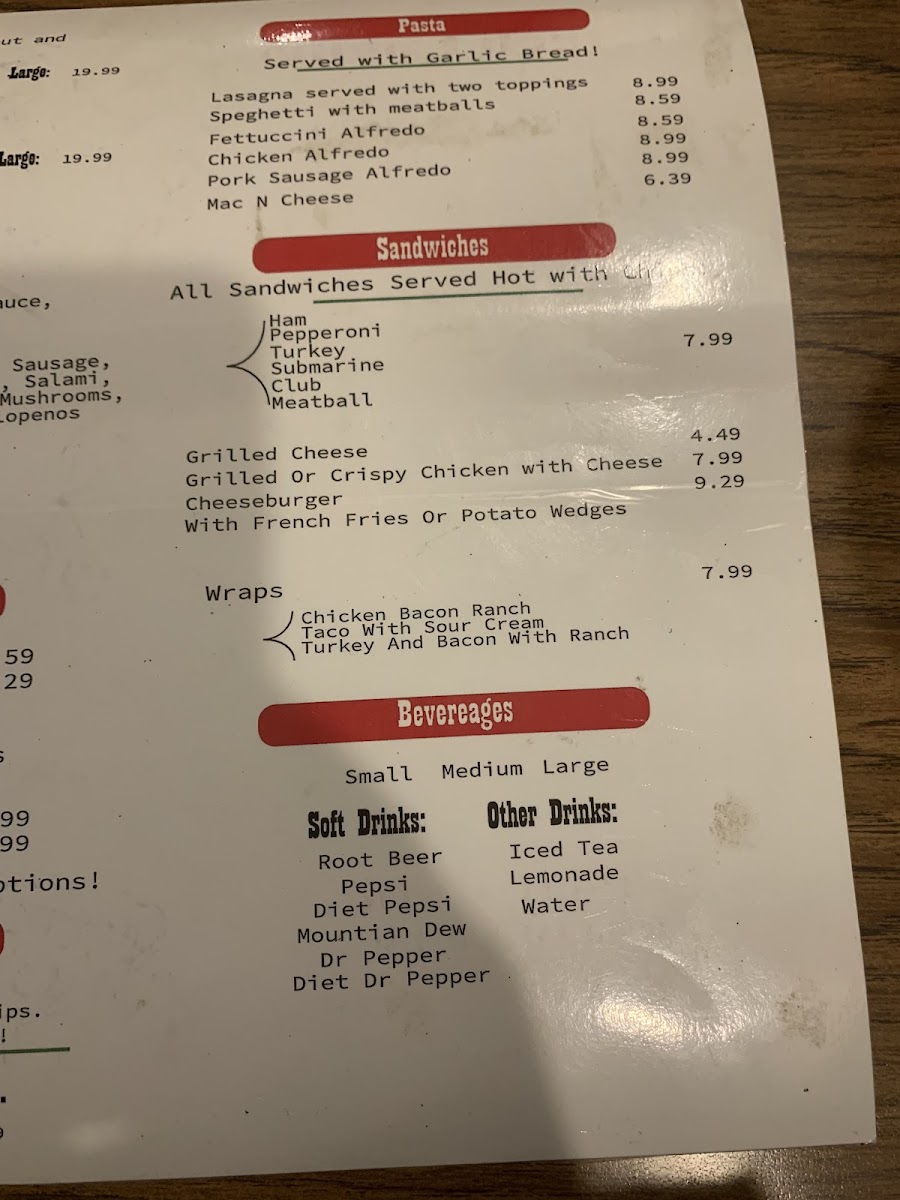 ut and
Large: 19.99
Large: 19.99
auce,
Sausage,
, Salami,
Mushrooms,
Lopenos
59
29
s
99
99
ptions!
ips.
!
Pasta
Served with Garlic Bread!
Lasagna served with two toppings 8.99
Speghetti with meatballs 8.59
Fettuccini Alfredo 8.59
Chicken Alfredo 8.99
Pork Sausage Alfredo 8.99
Mac N Cheese 6.39
Sandwiches
All Sandwiches Served Hot with
Ham
Pepperoni
Turkey
Submarine
Club
Meatball
7.99
Grilled Cheese 4.49
Grilled Or Crispy Chicken with Cheese 7.99
Cheeseburger 9.29
With French Fries Or Potato Wedges
Wraps 7.99
Chicken Bacon Ranch
Taco With Sour Cream
Turkey And Bacon With Ranch
Bevereages
Small Medium Large
Soft Drinks:
Root Beer
Pepsi
Diet Pepsi
Mountian Dew
Dr Pepper
Diet Dr Pepper
Other Drinks:
Iced Tea
Lemonade
Water